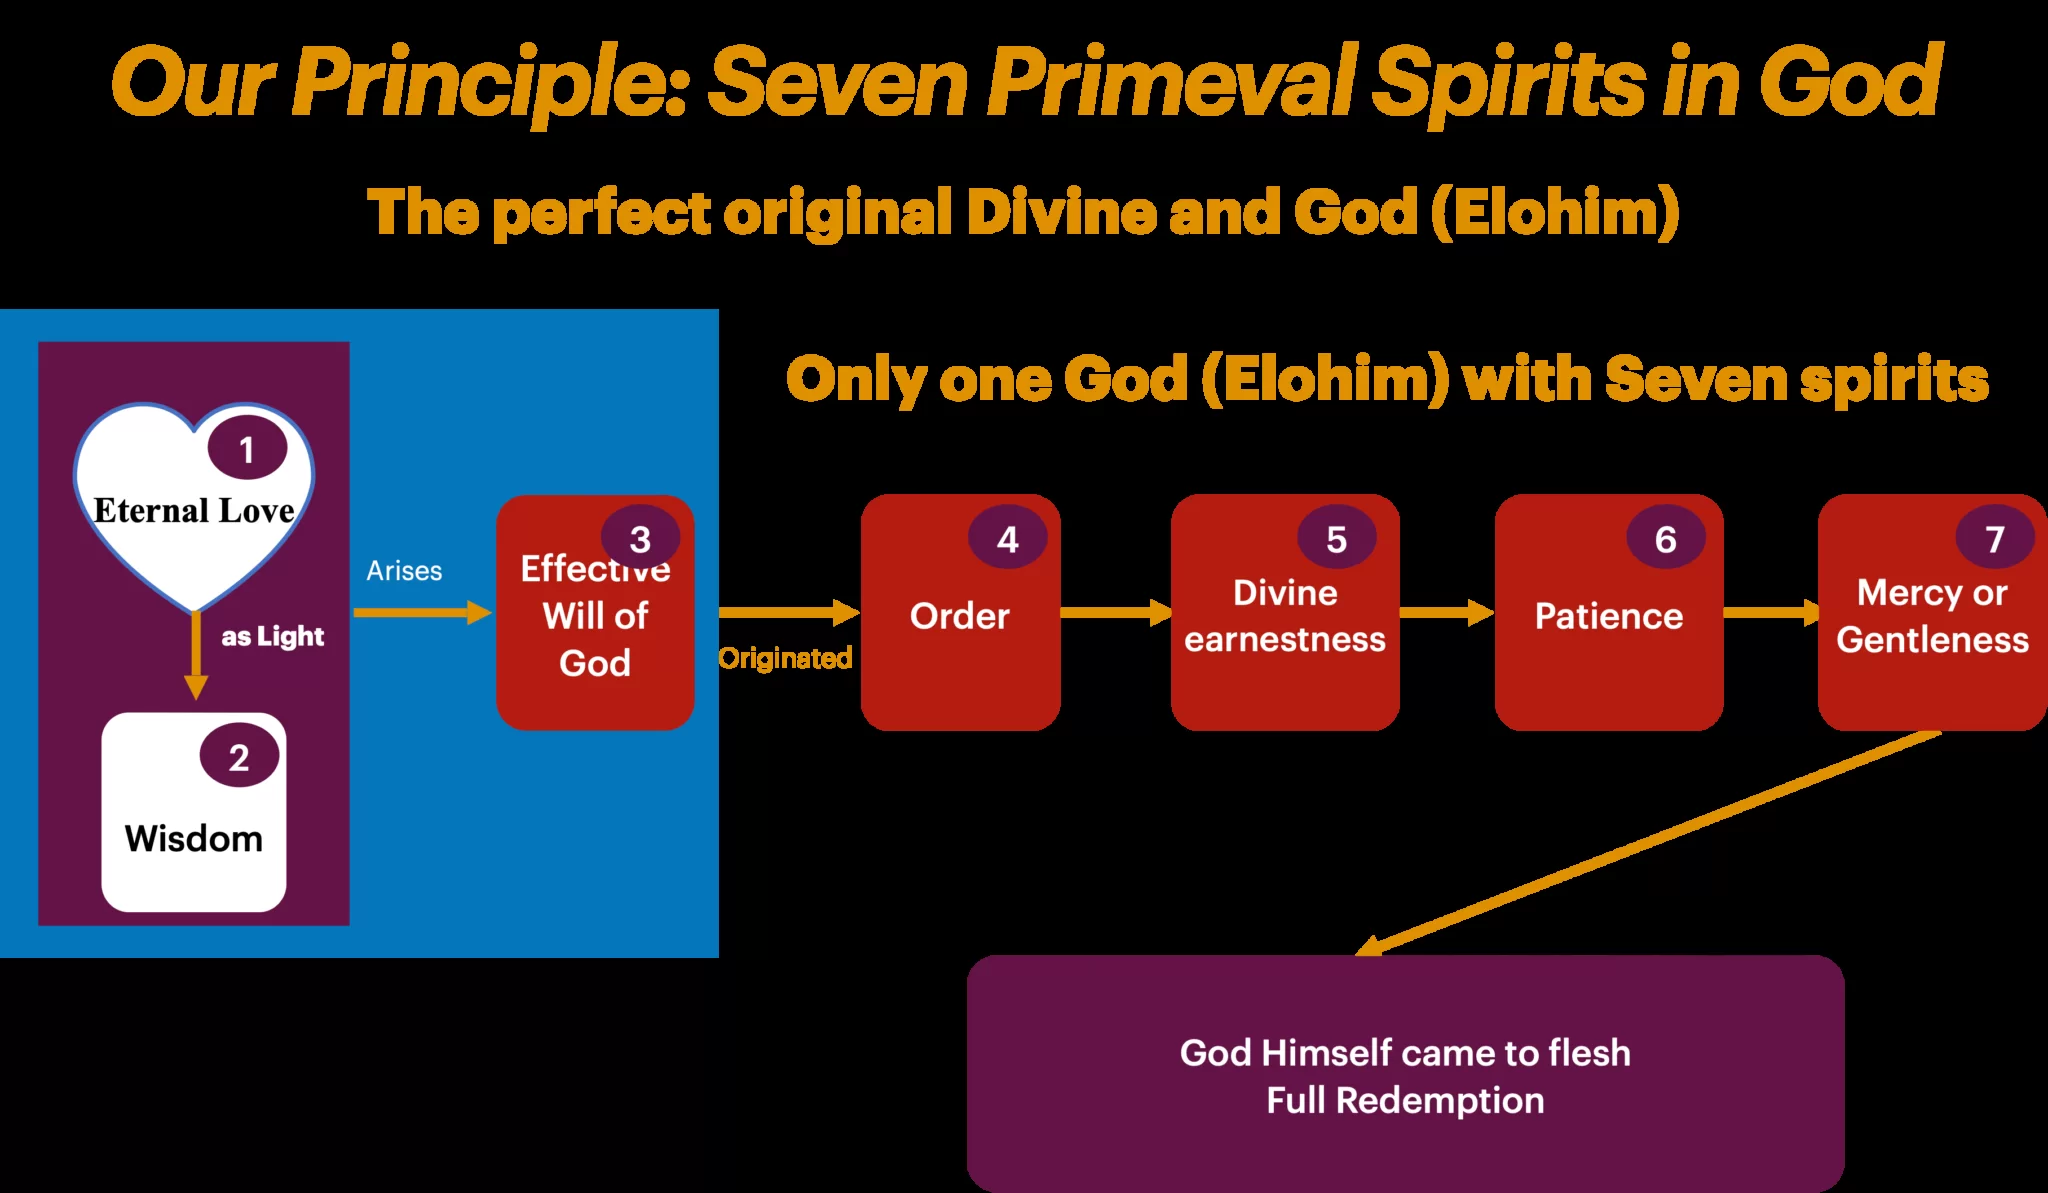 Our Principle: Seven Primeval Spirits in God
The perfect original Divine and God (Elohim)
Only one God (Elohim) with Seven spirits
1
Eternal Love
as Light
2
Wisdom
Arises
3
Effective
Will of
God
Originated
4
Order
5
Divine
earnestness
6
Patience
7
Mercy or
Gentleness
God Himself came to flesh
Full Redemption